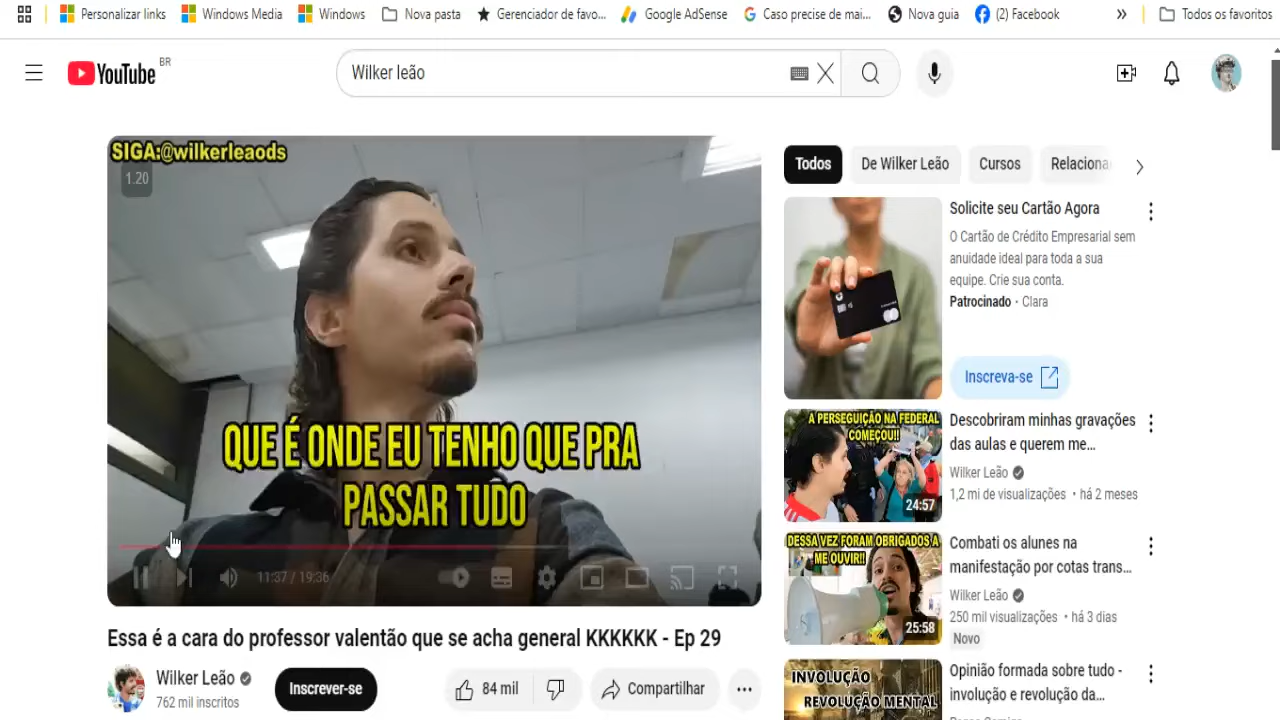 Personalizar links
Windows Media
Windows
Nova pasta
Gerenciador de favo...
Google AdSense
Caso precise de mai...
Nova guia
(2) Facebook
»
Todos os favoritos
YouTube BR
Wilker leão
SIGA:@wilkerleaods
1.20
QUE É ONDE EU TENHO QUE PRA
PASSAR TUDO
11:37 / 19:36
Essa é a cara do professor valentão que se acha general KKKKKK - Ep 29
Wilker Leão
762 mil inscritos
Inscrever-se
84 mil
Compartilhar
Todos
De Wilker Leão
Cursos
Relaciona
Solicite seu Cartão Agora
O Cartão de Crédito Empresarial sem
anuidade ideal para toda a sua
equipe. Crie sua conta.
Patrocinado · Clara
Inscreva-se
A PERSEGUIÇÃO NA FEDERAL
COMEÇOU!!
24:57
Descobriram minhas gravações
das aulas e querem me...
Wilker Leão
1,2 mi de visualizações · há 2 meses
DESSA VEZ FORAM OBRIGADOS A
ME OUVIR!!
25:58
Combati os alunes na
manifestação por cotas trans...
Wilker Leão
250 mil visualizações · há 3 dias
Novo
INVOLUÇÃO
REVOLUÇÃO MENTAL
Opinião formada sobre tudo -
involução e revolução da...